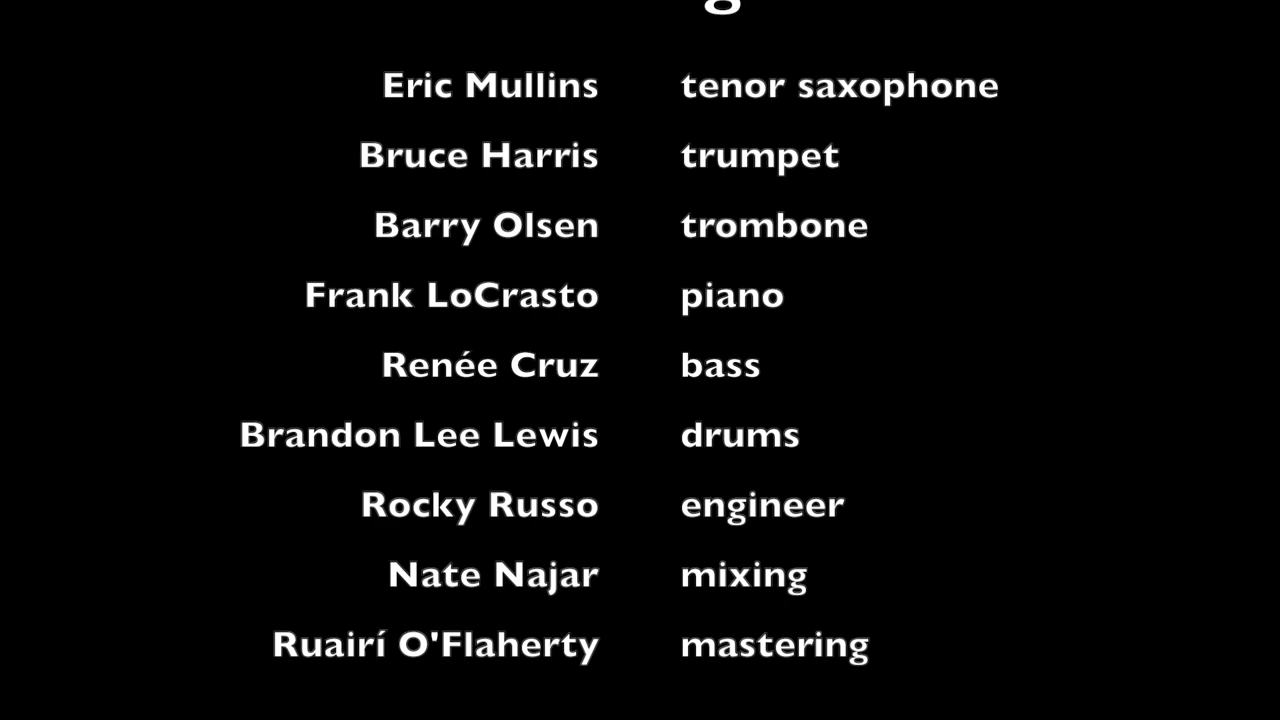 Eric Mullins tenor saxophone
Bruce Harris trumpet
Barry Olsen trombone
Frank LoCrasto piano
Renée Cruz bass
Brandon Lee Lewis drums
Rocky Russo engineer
Nate Najar mixing
Ruairí O'Flaherty mastering